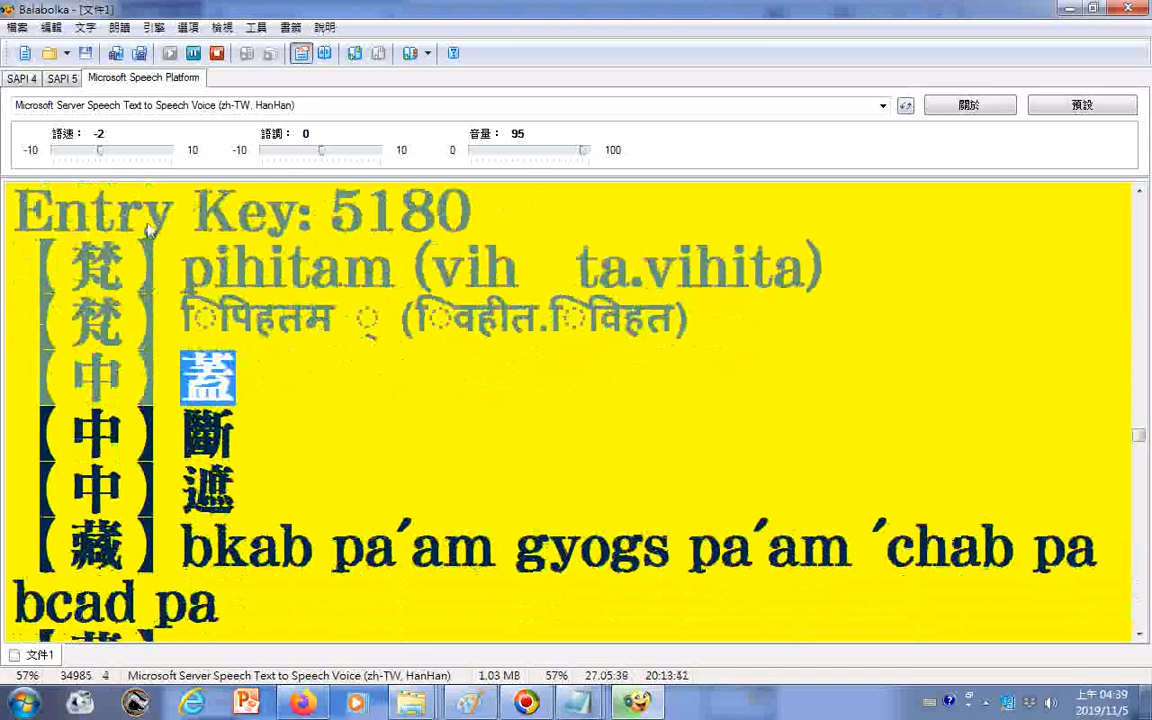 Balabolka - [文件1]
檔案 編輯 文字 朗讀 引擎 選項 檢視 工具 書籤 說明
SAPI 4 SAPI 5 Microsoft Speech Platform
Microsoft Server Speech Text to Speech Voice (zh-TW, HanHan) 關於 預設
語速： -2 語調： 0 音量： 95
-10 10 -10 10 0 100
Entry Key: 5180
【梵】 pihitam (vih ta.vihita)
【梵】 िपिहतम ् (िवहीत.िविहत)
【中】 蓋
【中】 斷
【中】 遮
【藏】 bkab pa´am gyogs pa´am ´chab pa
bcad pa
文件1
57% 34985 Microsoft Server Speech Text to Speech Voice (zh-TW, HanHan) 1.03 MB 57% 27:05:38 20:13:42
上午 04:39
2019/11/5